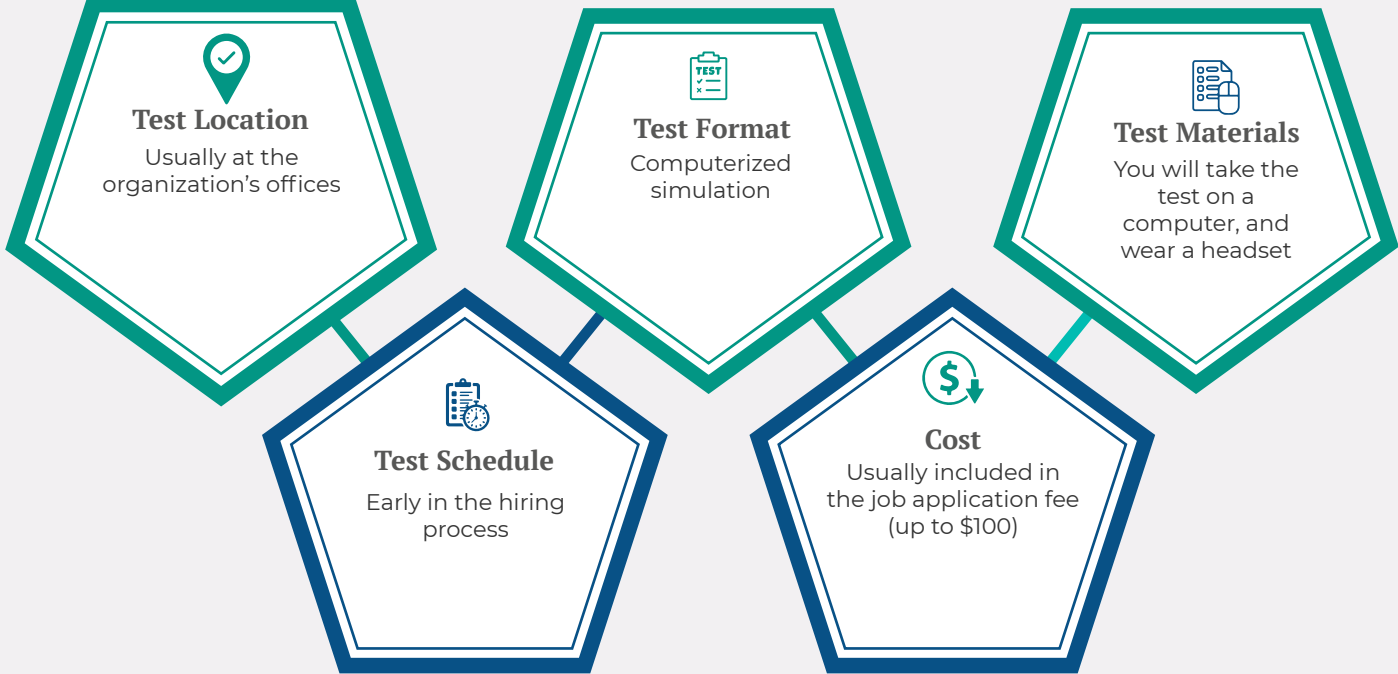 Test Location
Usually at the
organization’s offices
Test Schedule
Early in the hiring
process
TEST
Test Format
Computerized
simulation
$
Cost
Usually included in
the job application fee
(up to $100)
Test Materials
You will take the
test on a
computer, and
wear a headset